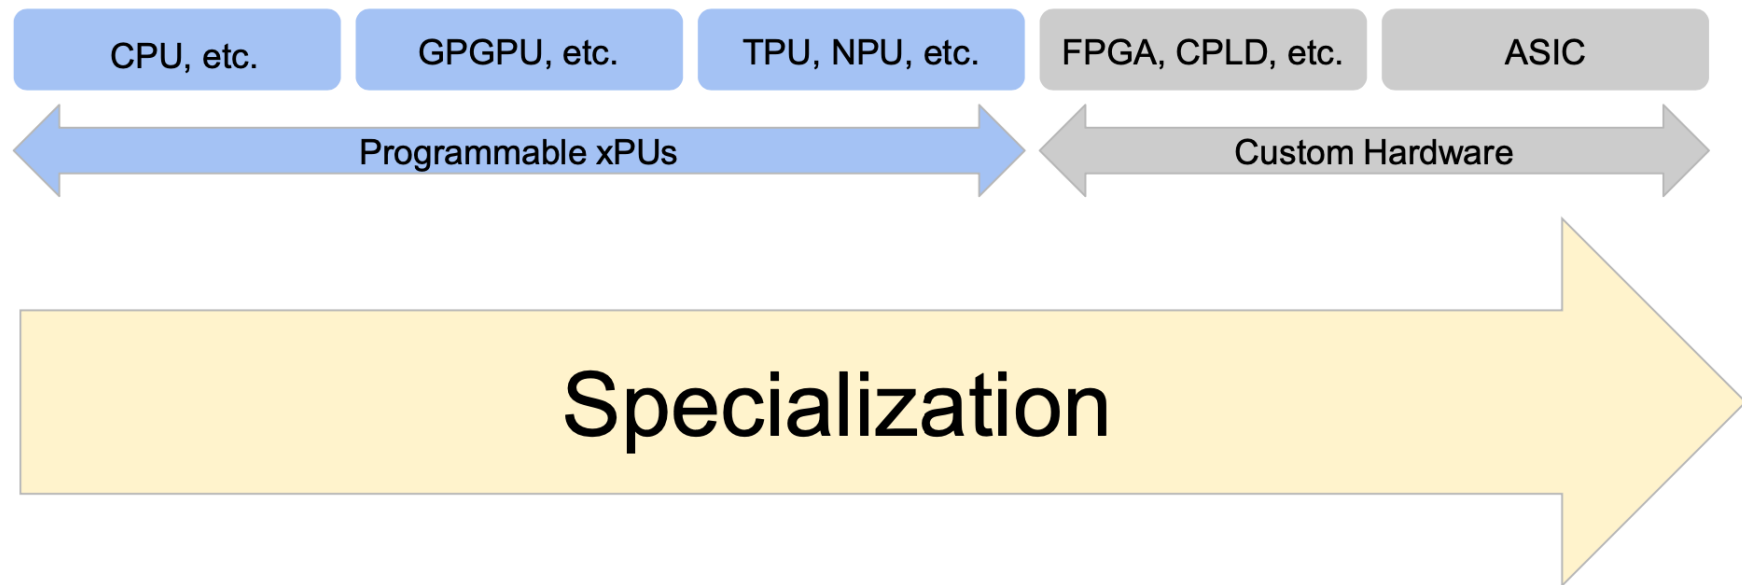 CPU, etc.
GPGPU, etc.
TPU, NPU, etc.
FPGA, CPLD, etc.
ASIC
Programmable xPUs
Custom Hardware
Specialization